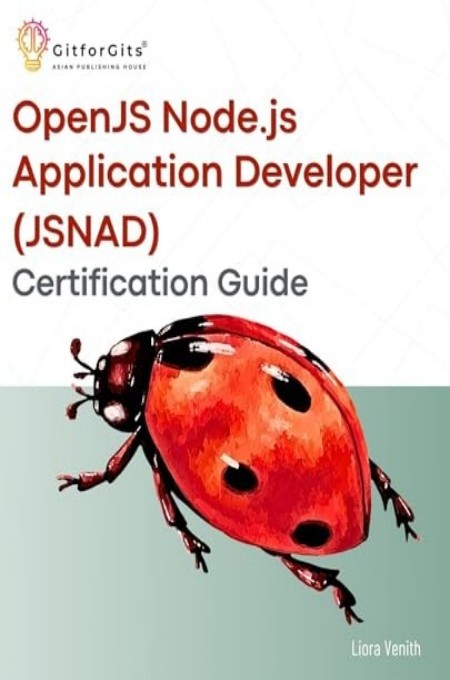 GitforGits®
ASIAN PUBLISHING HOUSE
OpenJS Node.js
Application Developer
(JSNAD)
Certification Guide
Liora Venith